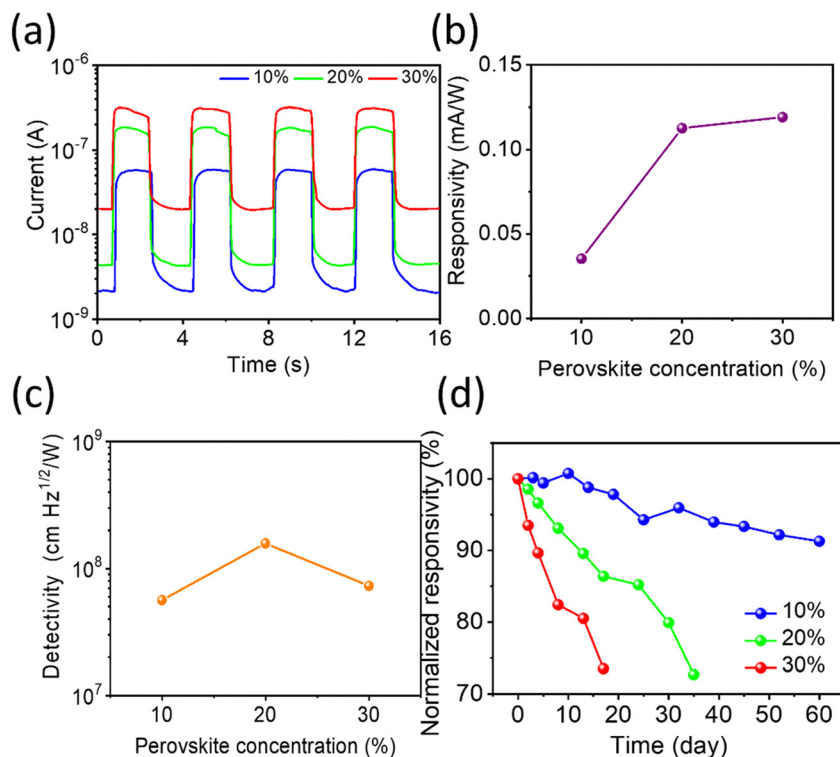 (a)
10% 20% 30%
10⁻⁶
10⁻⁷
10⁻⁸
10⁻⁹
Current (A)
0 4 8 12 16
Time (s)
(b)
0.15
0.10
0.05
0.00
Responsivity (mA/W)
10 20 30
Perovskite concentration (%)
(c)
10⁹
10⁸
10⁷
Detectivity (cm Hz¹/²/W)
10 20 30
Perovskite concentration (%)
(d)
100
90
80
70
Normalized responsivity (%)
10%
20%
30%
0 10 20 30 40 50 60
Time (day)